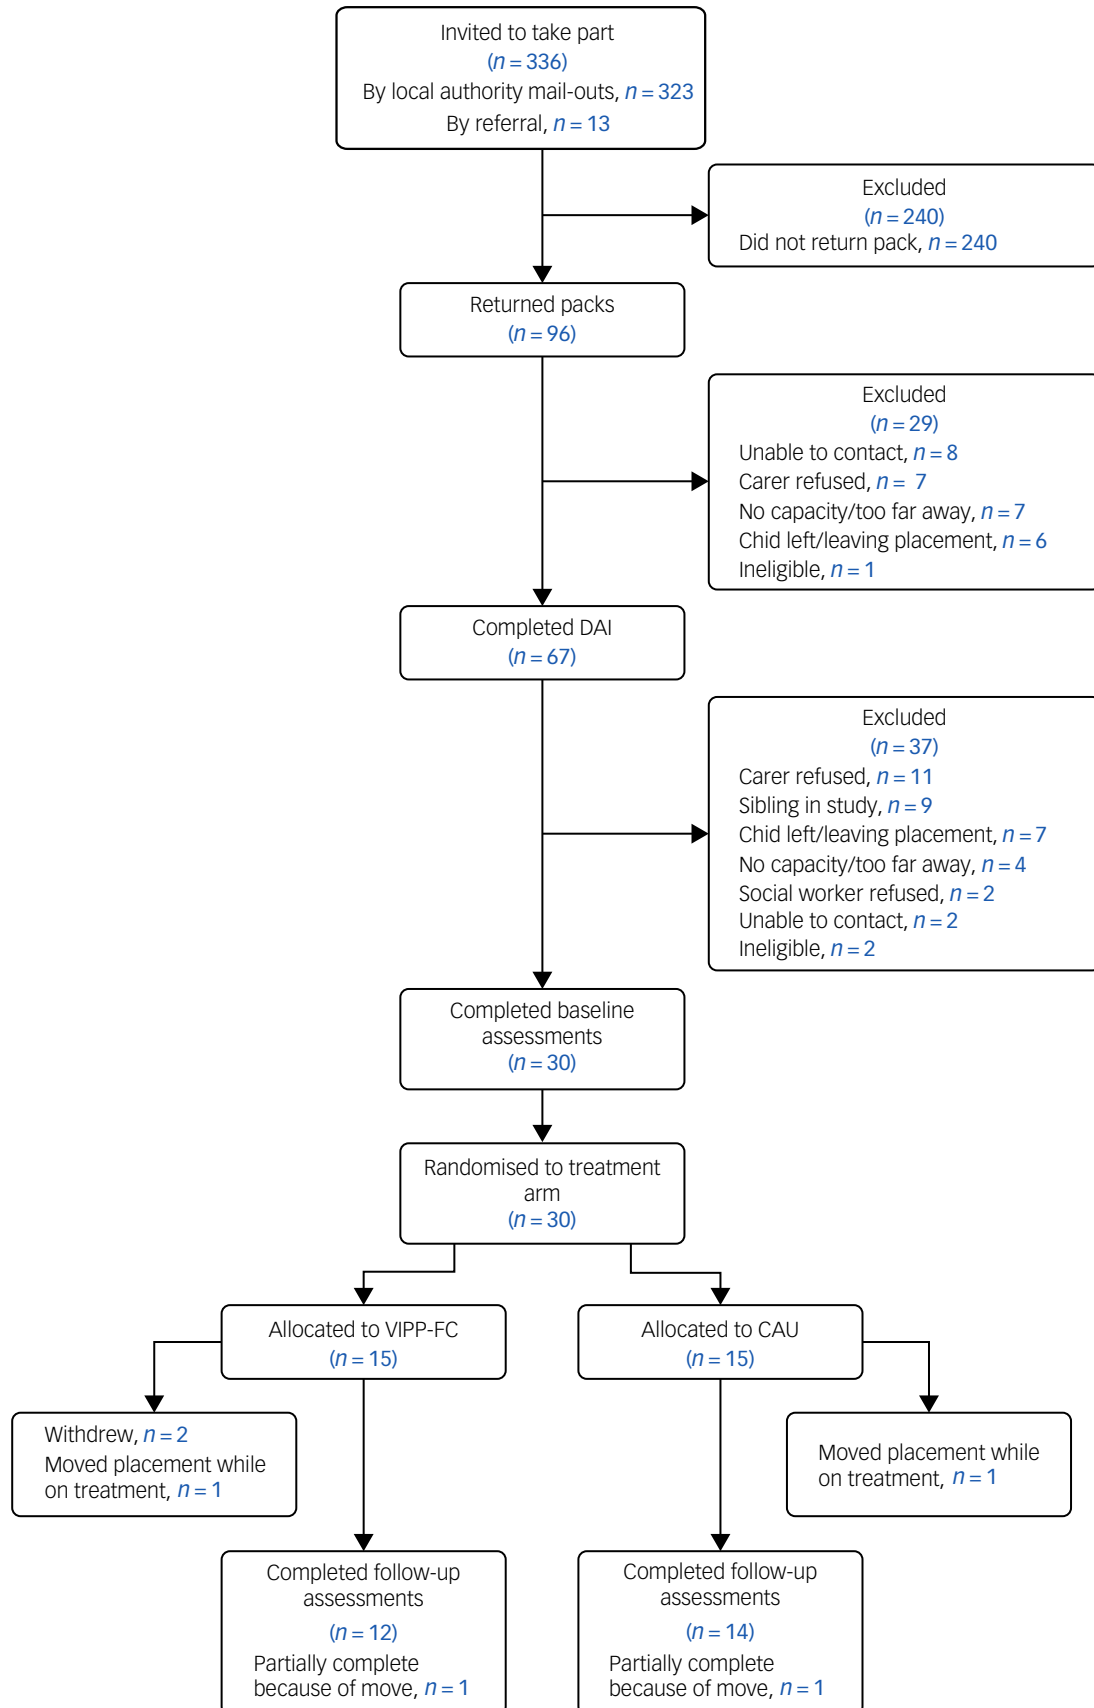 Invited to take part
(n = 336)
By local authority mail-outs, n = 323
By referral, n = 13
Excluded
(n = 240)
Did not return pack, n = 240
Returned packs
(n = 96)
Excluded
(n = 29)
Unable to contact, n = 8
Carer refused, n = 7
No capacity/too far away, n = 7
Chid left/leaving placement, n = 6
Ineligible, n = 1
Completed DAI
(n = 67)
Excluded
(n = 37)
Carer refused, n = 11
Sibling in study, n = 9
Chid left/leaving placement, n = 7
No capacity/too far away, n = 4
Social worker refused, n = 2
Unable to contact, n = 2
Ineligible, n = 2
Completed baseline
assessments
(n = 30)
Randomised to treatment
arm
(n = 30)
Allocated to VIPP-FC
(n = 15)
Allocated to CAU
(n = 15)
Withdrew, n = 2
Moved placement while
on treatment, n = 1
Moved placement while
on treatment, n = 1
Completed follow-up
assessments
(n = 12)
Partially complete
because of move, n = 1
Completed follow-up
assessments
(n = 14)
Partially complete
because of move, n = 1